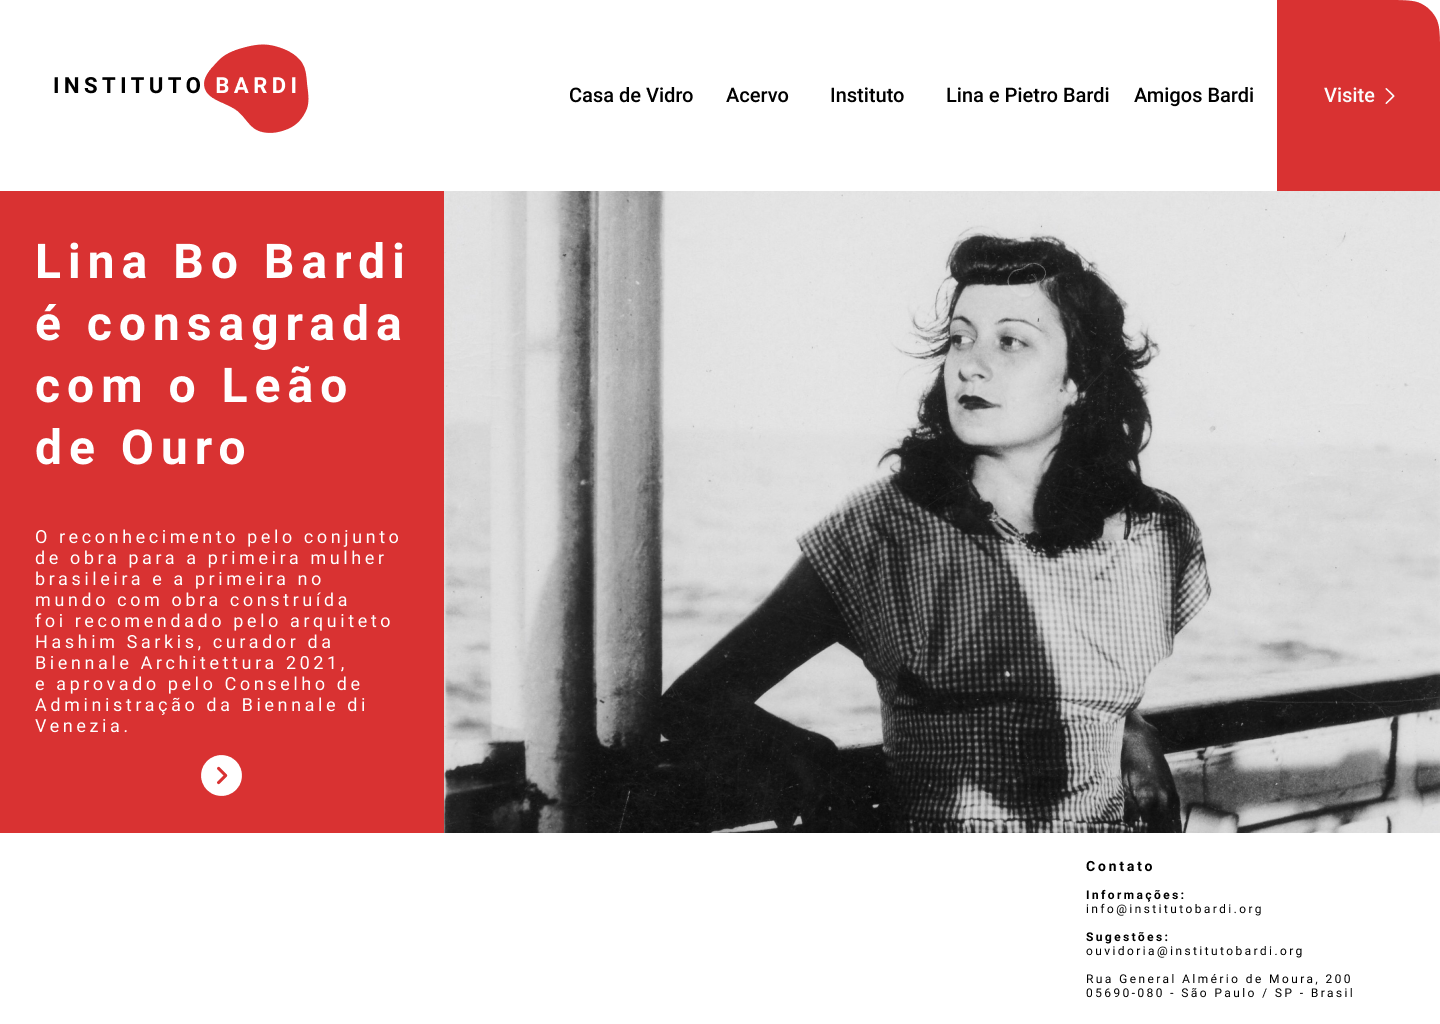 INSTITUTO BARDI
Casa de Vidro Acervo Instituto Lina e Pietro Bardi Amigos Bardi Visite
Lina Bo Bardi
é consagrada
com o Leão
de Ouro
O reconhecimento pelo conjunto
de obra para a primeira mulher
brasileira e a primeira no
mundo com obra construída
foi recomendado pelo arquiteto
Hashim Sarkis, curador da
Biennale Architettura 2021,
e aprovado pelo Conselho de
Administração da Biennale di
Venezia.
Contato
Informações:
info@institutobardi.org
Sugestões:
ouvidoria@institutobardi.org
Rua General Almério de Moura, 200
05690-080 - São Paulo / SP - Brasil